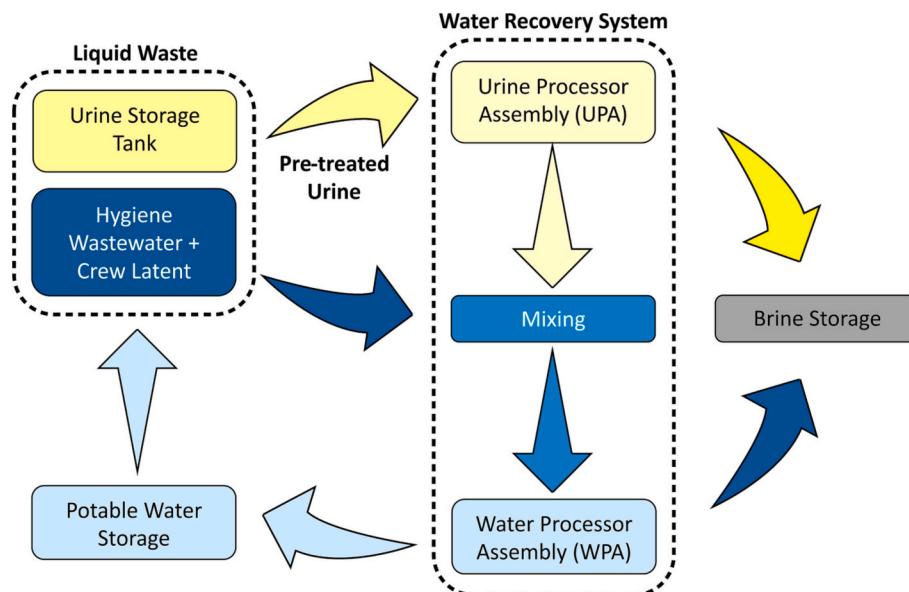 Water Recovery System
Liquid Waste
Urine Storage
Tank
Hygiene
Wastewater +
Crew Latent
Pre-treated
Urine
Urine Processor
Assembly (UPA)
Mixing
Brine Storage
Potable Water
Storage
Water Processor
Assembly (WPA)